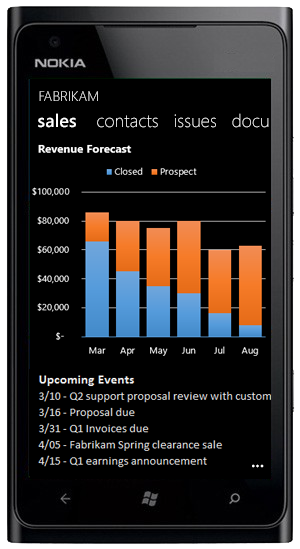 NOKIA
FABRIKAM
sales contacts issues docu
Revenue Forecast
Closed Prospect
$100,000
$80,000
$60,000
$40,000
$20,000
$-
Mar Apr May Jun Jul Aug
Upcoming Events
3/10 - Q2 support proposal review with custom
3/16 - Proposal due
3/31 - Q1 Invoices due
4/05 - Fabrikam Spring clearance sale
4/15 - Q1 earnings announcement
...